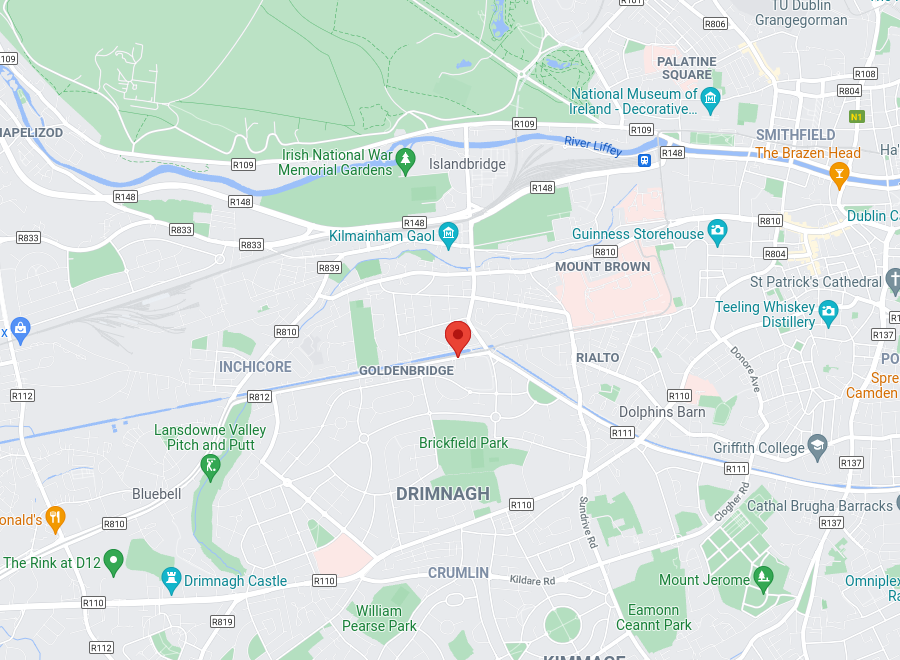 R101
TU Dublin
Grangegorman
R806
109
PALATINE
SQUARE
R108
R804
National Museum of
Ireland - Decorative...
N1
R109
R109
HAPELIZOD
SMITHFIELD
River Liffey
Ha'
The Brazen Head
R148
Irish National War
Memorial Gardens
Islandbridge
R109
R148
R148
R148
R148
R810
Dublin C
R833
Kilmainham Gaol
Guinness Storehouse
R833
R833
R810
R804
R839
MOUNT BROWN
St Patrick's Cathedral
Teeling Whiskey
Distillery
x
R810
R137
RIALTO
Donore Ave
PO
INCHICORE
GOLDENBRIDGE
Spre
Camden
R112
R812
R110
Dolphins Barn
Lansdowne Valley
Pitch and Putt
Brickfield Park
R111
Griffith College
R137
R111
Bluebell
DRIMNAGH
R110
Clogher Rd
Cathal Brugha Barracks
onald's
R810
Sundrive Rd
R137
The Rink at D12
Drimnagh Castle
R110
CRUMLIN
Kildare Rd
Mount Jerome
Omniplex
Ra
R110
William
Pearse Park
Eamonn
Ceannt Park
R819
R112
KIMMAGE